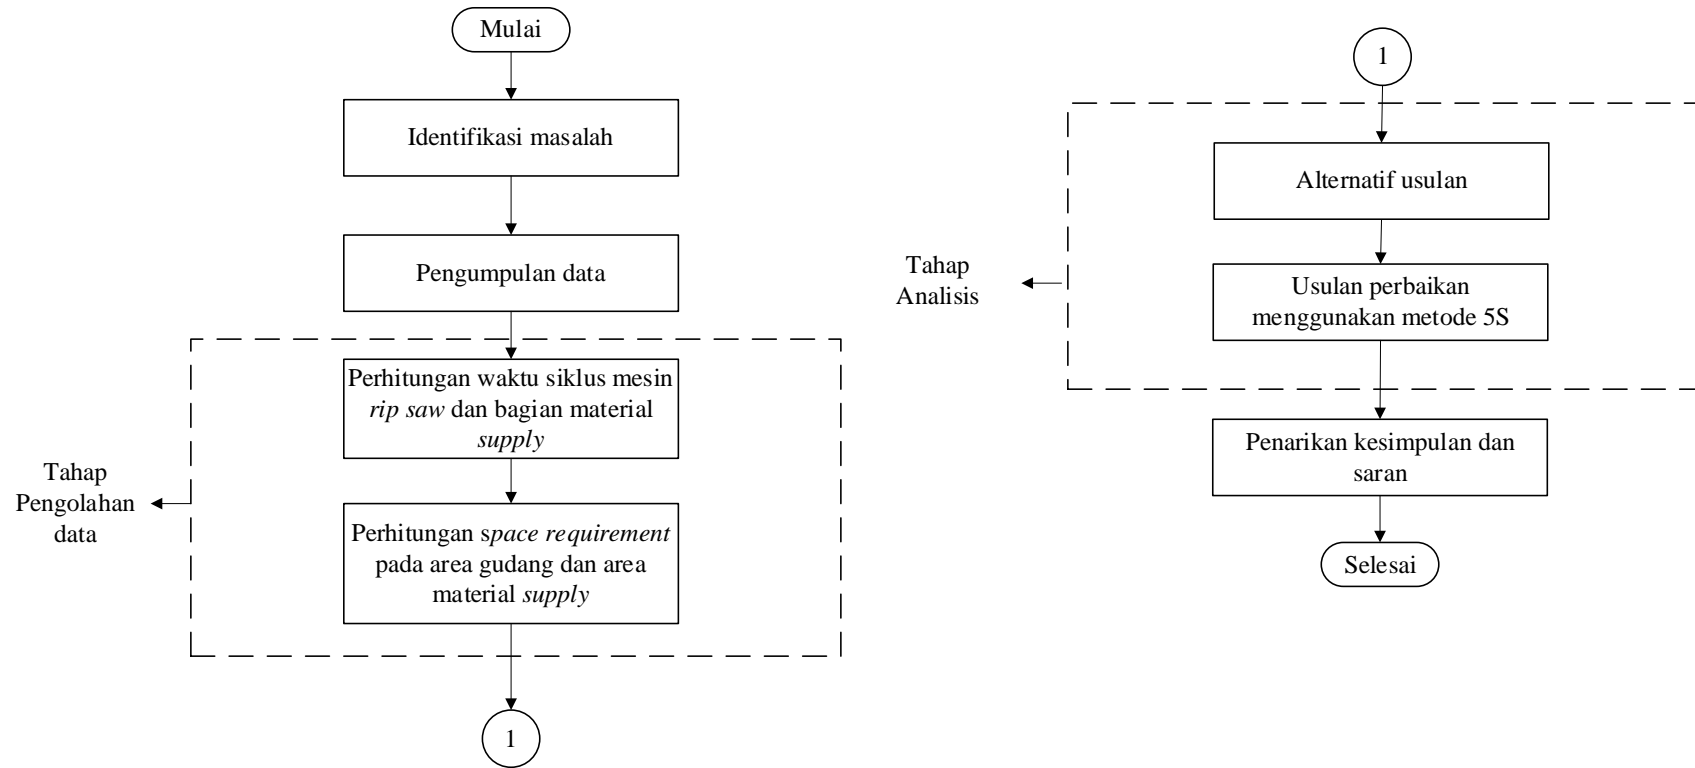 Mulai
Identifikasi masalah
Pengumpulan data
Perhitungan waktu siklus mesin
rip saw dan bagian material
supply
Tahap
Pengolahan
data
Perhitungan space requirement
pada area gudang dan area
material supply
1
1
Alternatif usulan
Tahap
Analisis
Usulan perbaikan
menggunakan metode 5S
Penarikan kesimpulan dan
saran
Selesai